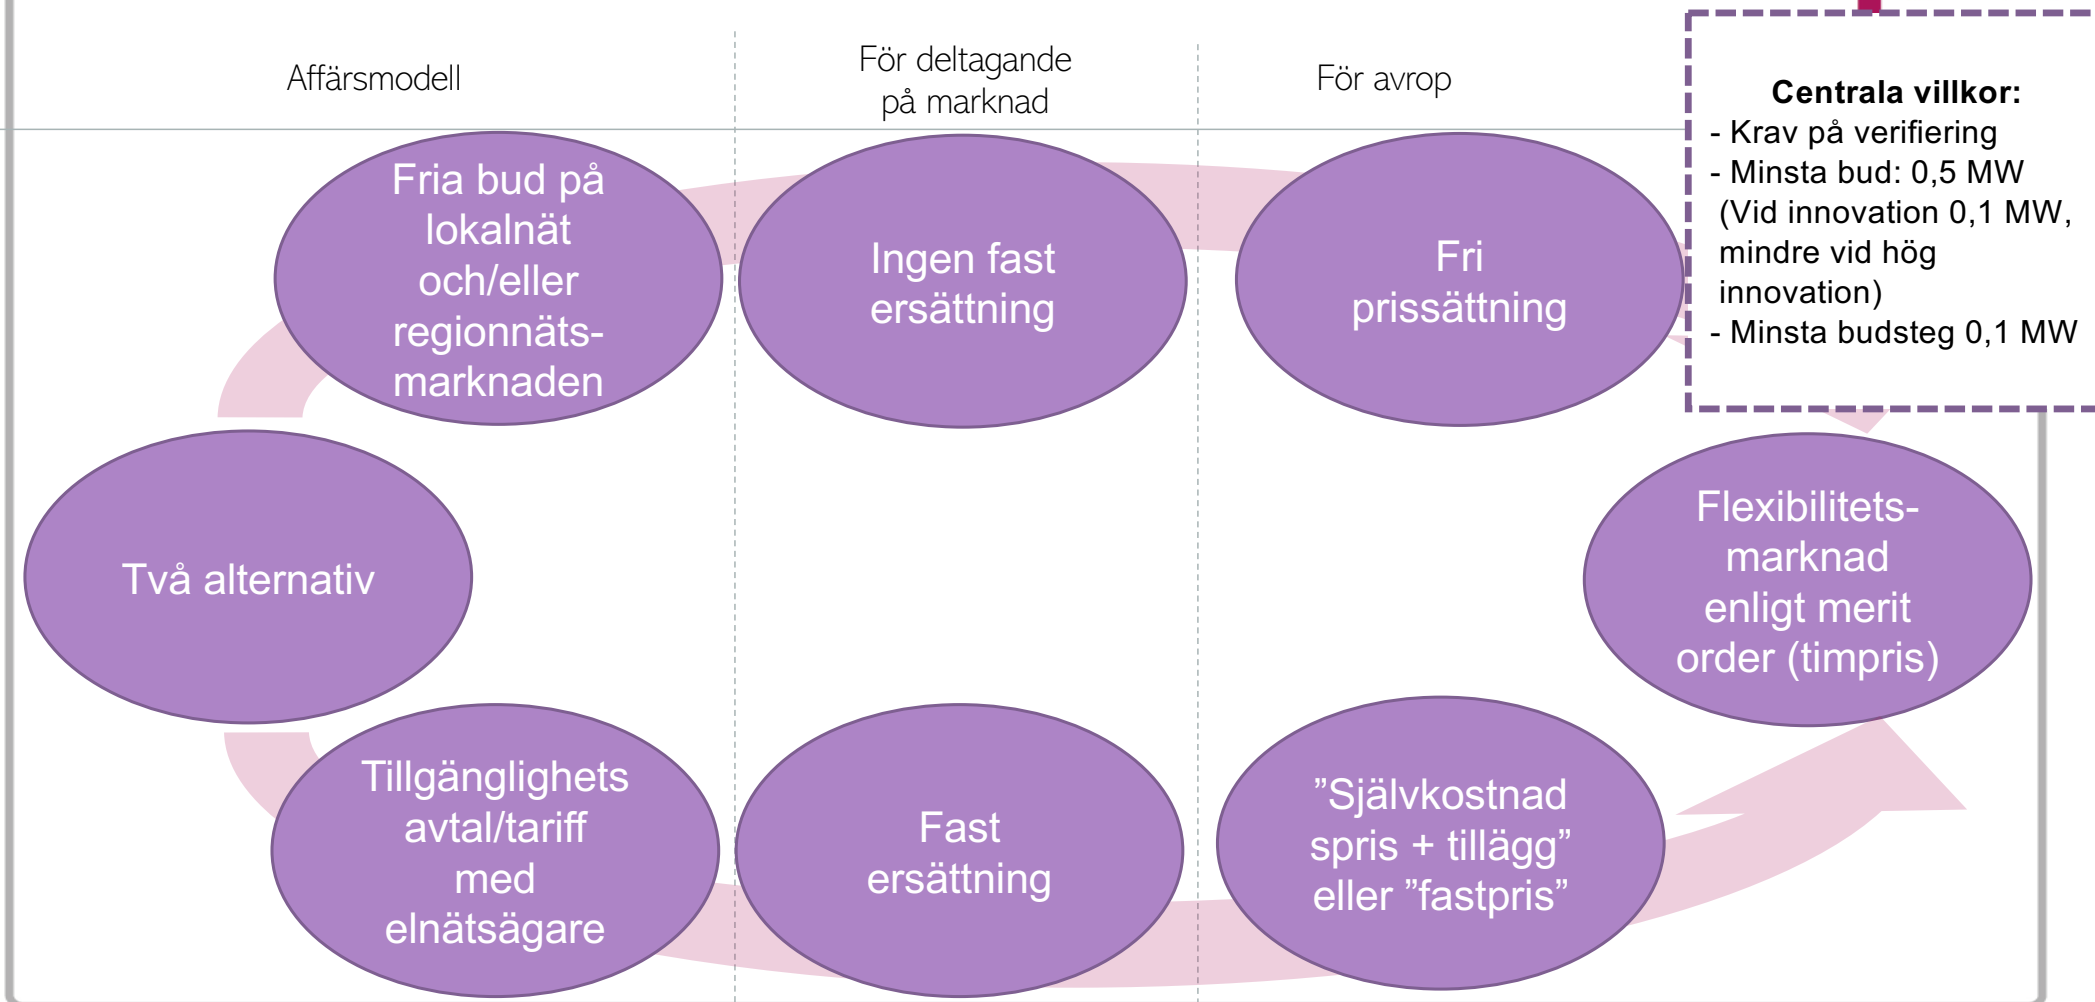 Affärsmodell
För deltagande
på marknad
För avrop
Centrala villkor:
- Krav på verifiering
- Minsta bud: 0,5 MW
(Vid innovation 0,1 MW,
mindre vid hög
innovation)
- Minsta budsteg 0,1 MW
Fria bud på
lokalnät
och/eller
regionnäts-
marknaden
Ingen fast
ersättning
Fri
prissättning
Två alternativ
Flexibilitets-
marknad
enligt merit
order (timpris)
Tillgänglighets
avtal/tariff
med
elnätsägare
Fast
ersättning
”Självkostnad
spris + tillägg”
eller ”fastpris”